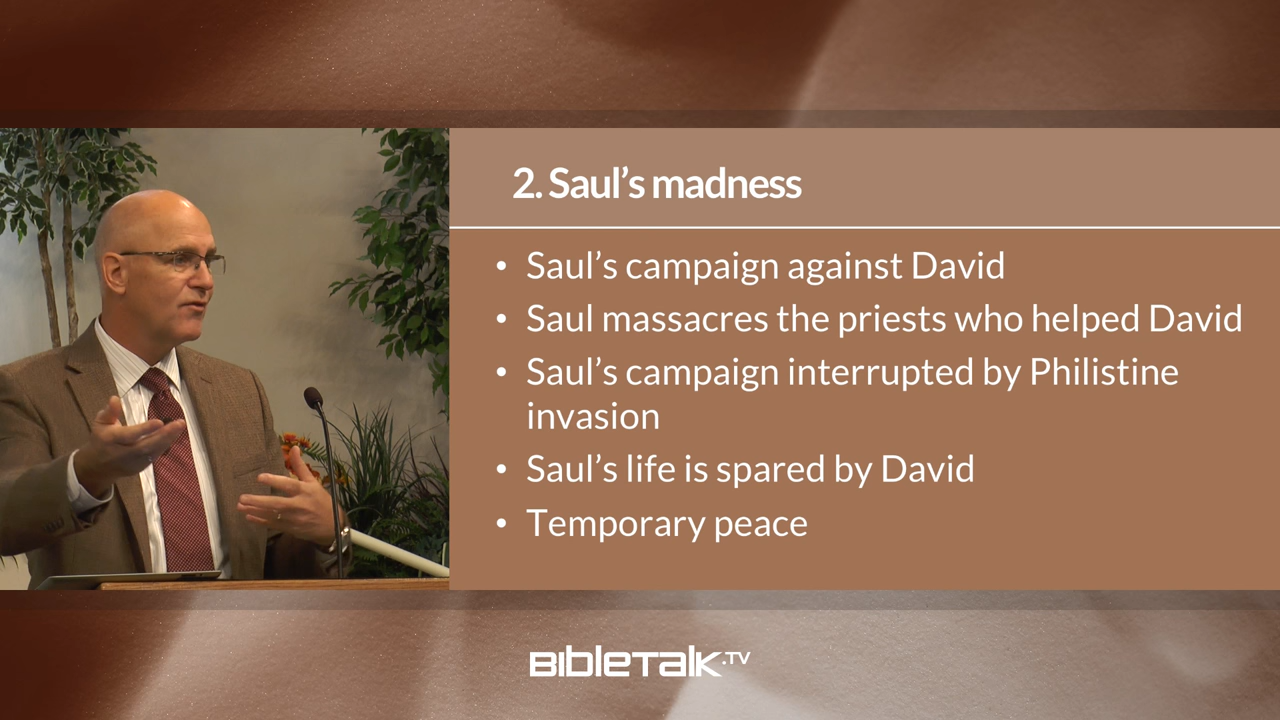 2. Saul's madness
• Saul's campaign against David
• Saul massacres the priests who helped David
• Saul's campaign interrupted by Philistine
invasion
• Saul's life is spared by David
• Temporary peace
BibleTalk.TV